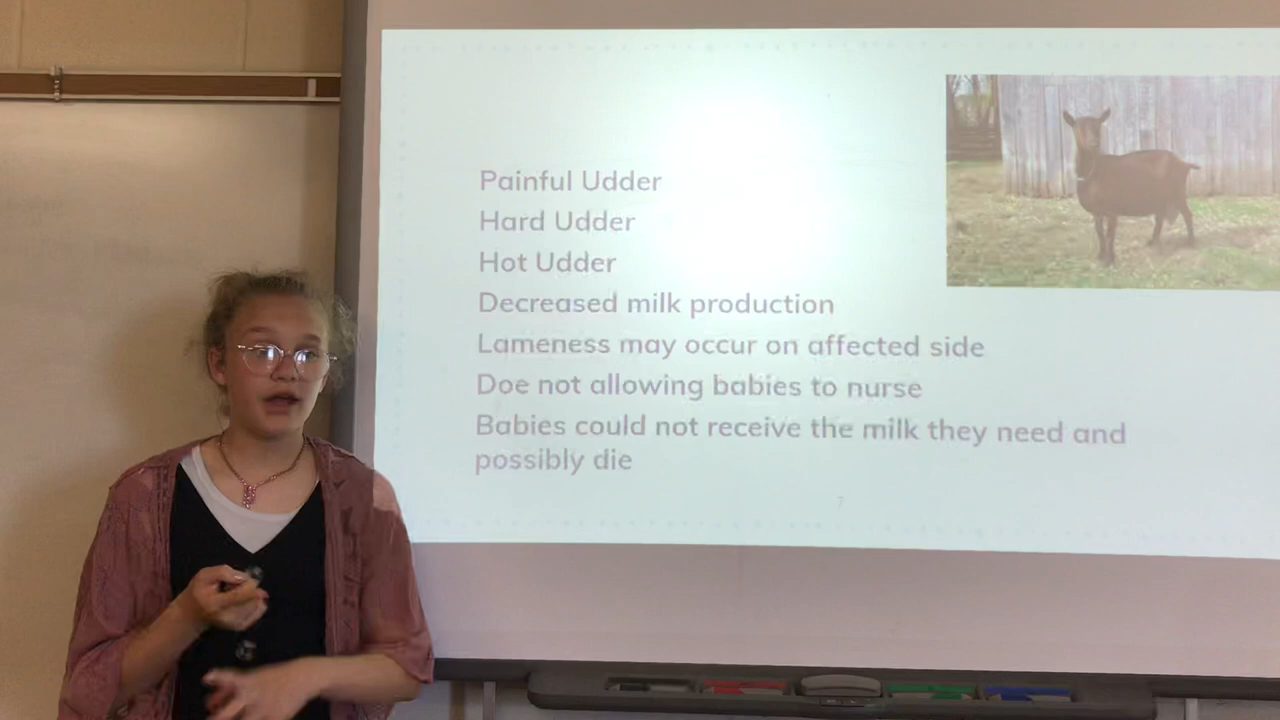 Painful Udder
Hard Udder
Hot Udder
Decreased milk production
Lameness may occur on affected side
Doe not allowing babies to nurse
Babies could not receive the milk they need and
possibly die